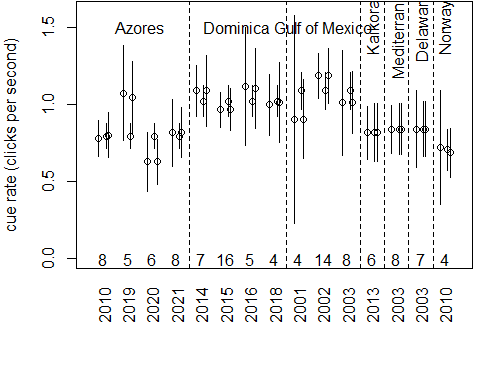 Azores
Dominica
Gulf of Mexico
Kaikoura
Mediterran
Delawar
Norway
cue rate (clicks per second)
1.5
1.0
0.5
0.0
8 5 6 8 7 16 5 4 4 14 8 6 8 7 4
2010 2019 2020 2021 2014 2015 2016 2018 2001 2002 2003 2013 2003 2003 2010